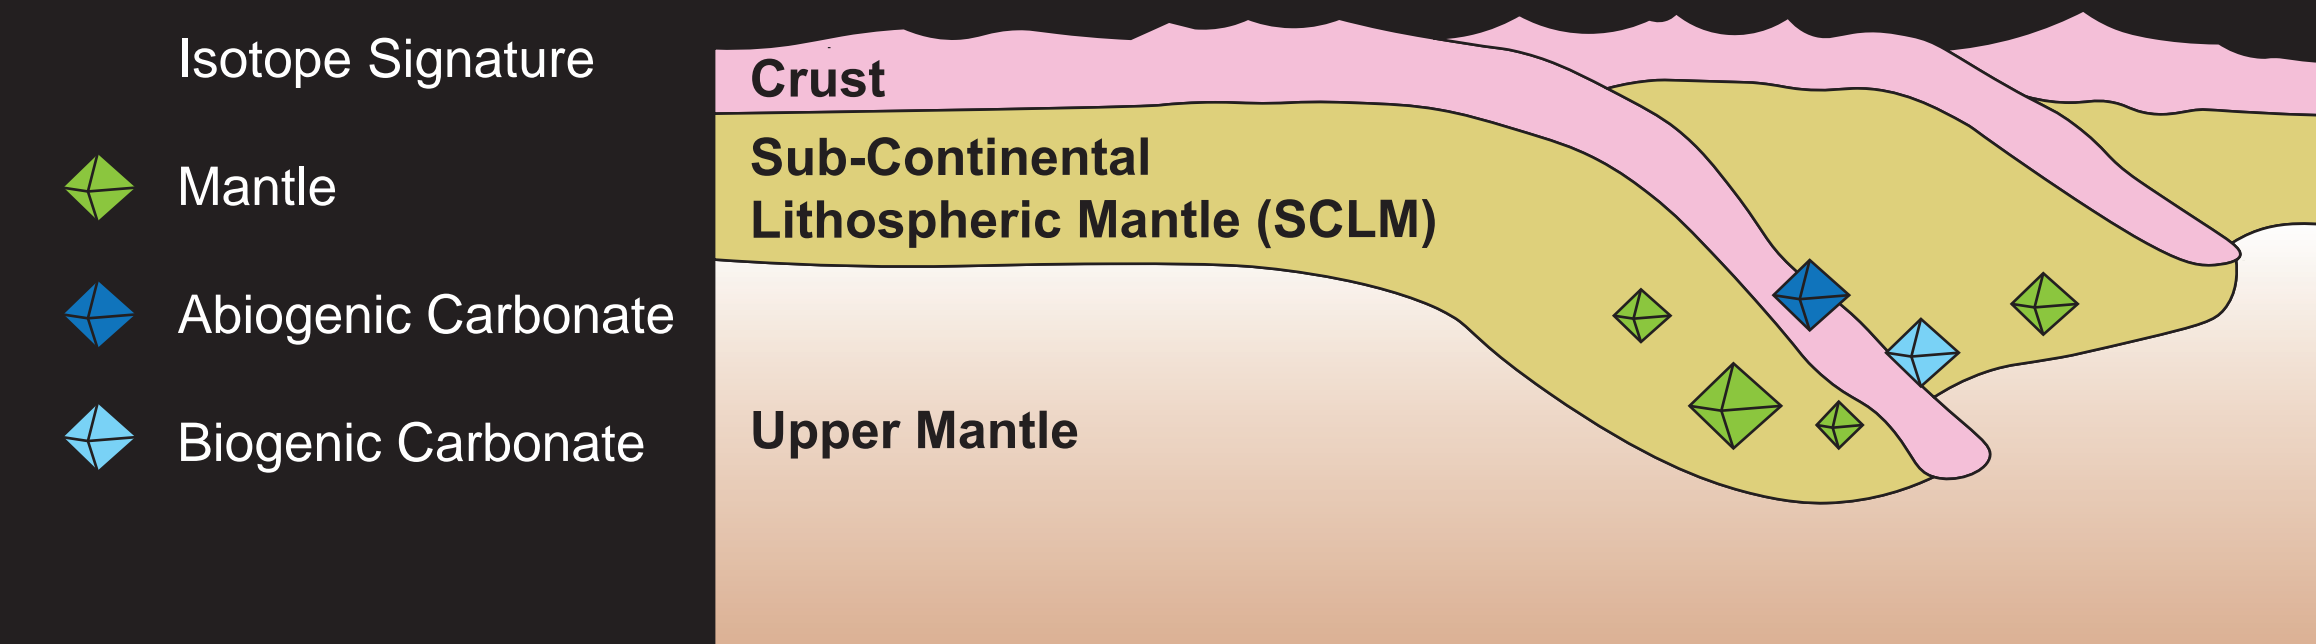 Isotope Signature
Mantle
Abiogenic Carbonate
Biogenic Carbonate
Crust
Sub-Continental
Lithospheric Mantle (SCLM)
Upper Mantle